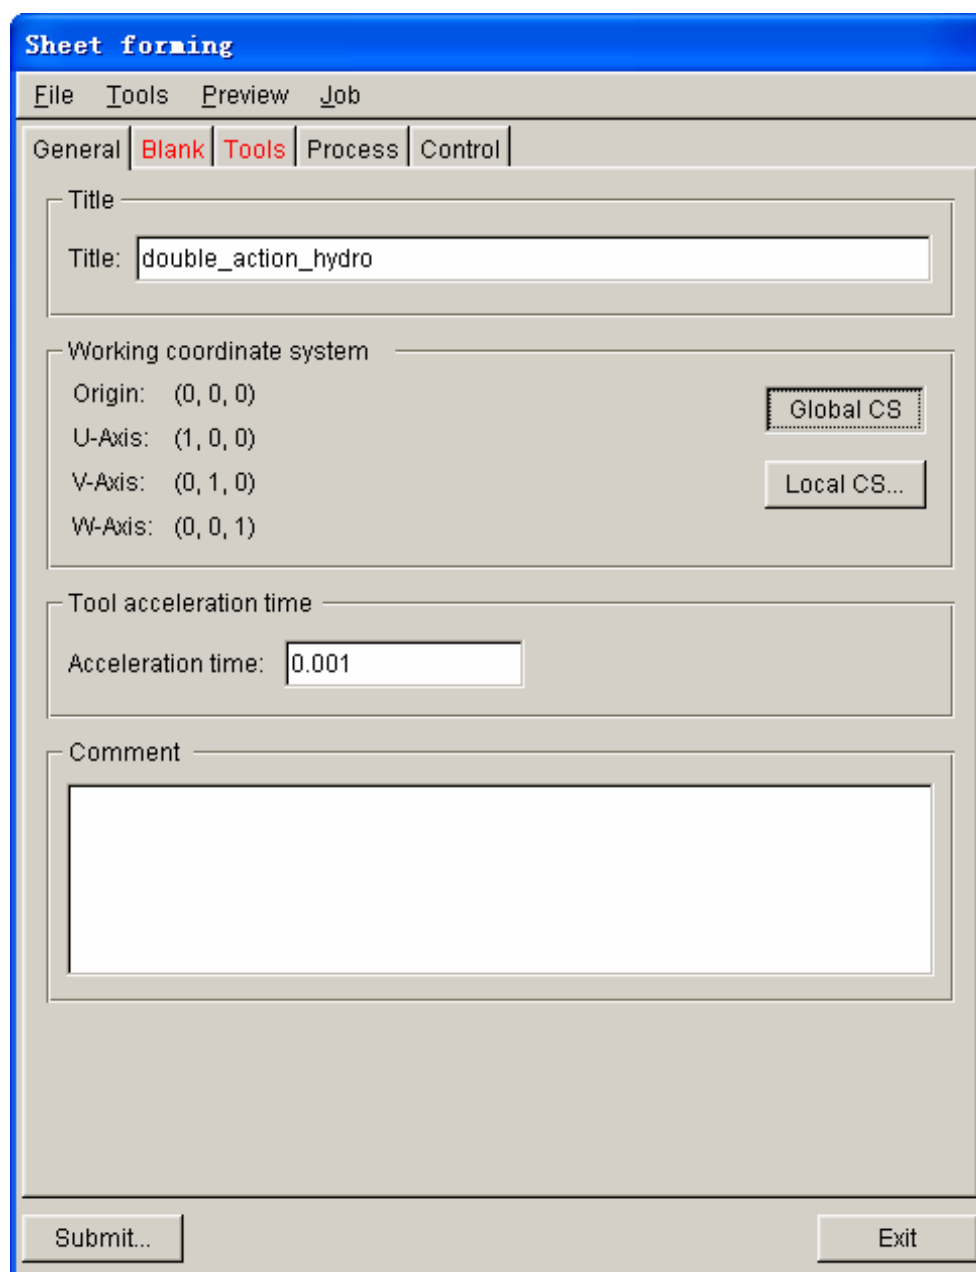 Sheet forming
File Tools Preview Job
General Blank Tools Process Control
Title
Title: double_action_hydro
Working coordinate system
Origin: (0, 0, 0)
Global CS
U-Axis: (1, 0, 0)
V-Axis: (0, 1, 0)
Local CS...
W-Axis: (0, 0, 1)
Tool acceleration time
Acceleration time: 0.001
Comment
Submit... Exit